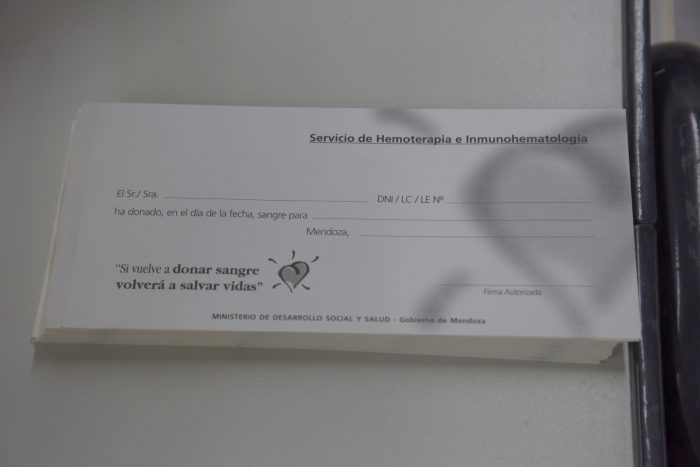 Servicio de Hemoterapia e Inmunohematología
El Sr./ Sra. DNI / LC / LE Nº
ha donado, en el día de la fecha, sangre para
Mendoza,
"Si vuelve a donar sangre
volverá a salvar vidas"
Firma Autorizada
MINISTERIO DE DESARROLLO SOCIAL Y SALUD - Gobierno de Mendoza